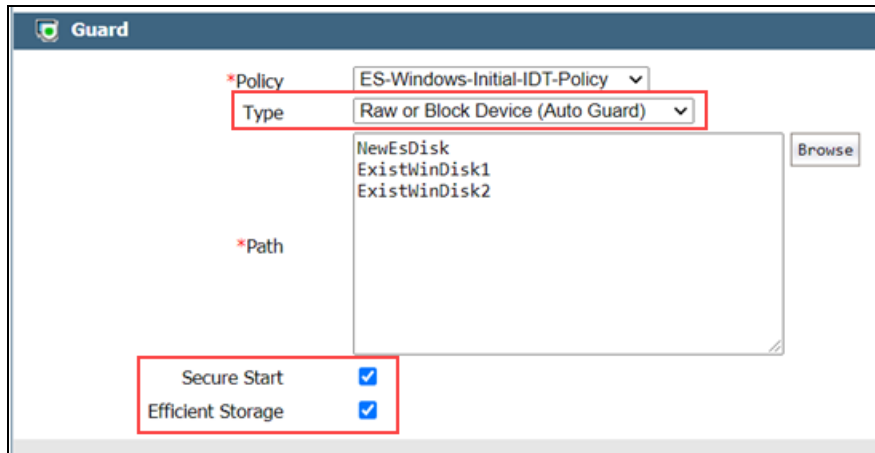 Guard
*Policy ES-Windows-Initial-IDT-Policy
Type Raw or Block Device (Auto Guard)
NewEsDisk
ExistWinDisk1
ExistWinDisk2
Browse
*Path
Secure Start
Efficient Storage